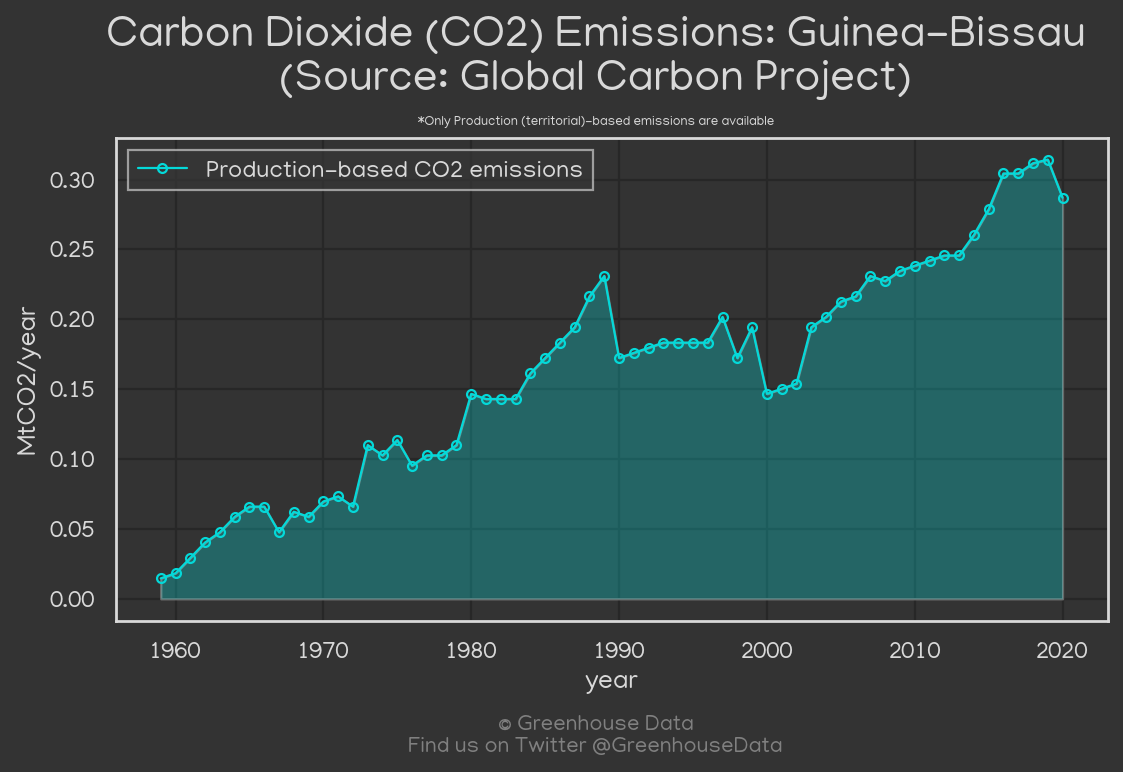 Carbon Dioxide (CO2) Emissions: Guinea-Bissau
(Source: Global Carbon Project)
*Only Production (territorial)-based emissions are available
Production-based CO2 emissions
0.30
0.25
0.20
0.15
0.10
0.05
0.00
MtCO2/year
1960 1970 1980 1990 2000 2010 2020
year
© Greenhouse Data
Find us on Twitter @GreenhouseData